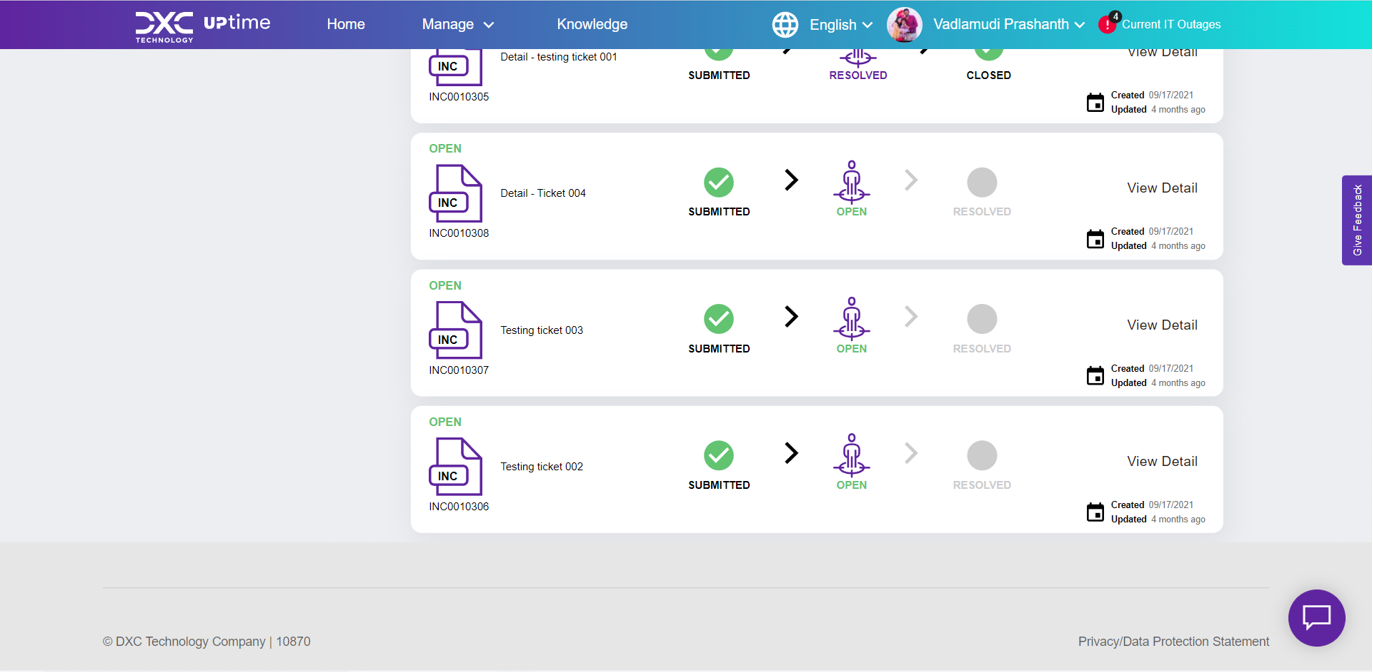 DXC TECHNOLOGY UPtime Home Manage Knowledge English Vadlamudi Prashanth ! 4 Current IT Outages
INC
Detail - testing ticket 001
SUBMITTED
RESOLVED
CLOSED
View Detail
INC0010305
Created 09/17/2021
Updated 4 months ago
OPEN
INC
Detail - Ticket 004
SUBMITTED
OPEN
RESOLVED
View Detail
INC0010308
Created 09/17/2021
Updated 4 months ago
Give Feedback
OPEN
INC
Testing ticket 003
SUBMITTED
OPEN
RESOLVED
View Detail
INC0010307
Created 09/17/2021
Updated 4 months ago
OPEN
INC
Testing ticket 002
SUBMITTED
OPEN
RESOLVED
View Detail
INC0010306
Created 09/17/2021
Updated 4 months ago
© DXC Technology Company | 10870
Privacy/Data Protection Statement